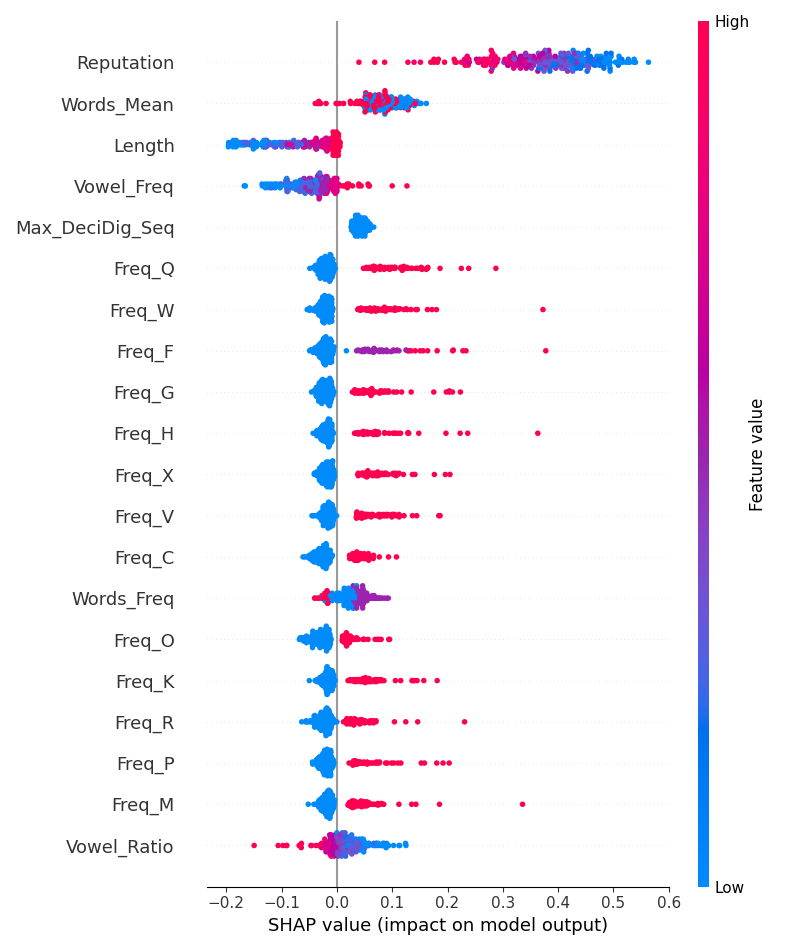 High
Reputation
Words_Mean
Length
Vowel_Freq
Max_DeciDig_Seq
Freq_Q
Freq_W
Freq_F
Freq_G
Freq_H
Freq_X
Freq_V
Freq_C
Words_Freq
Freq_O
Freq_K
Freq_R
Freq_P
Freq_M
Vowel_Ratio
Feature value
Low
−0.2 −0.1 0.0 0.1 0.2 0.3 0.4 0.5 0.6
SHAP value (impact on model output)